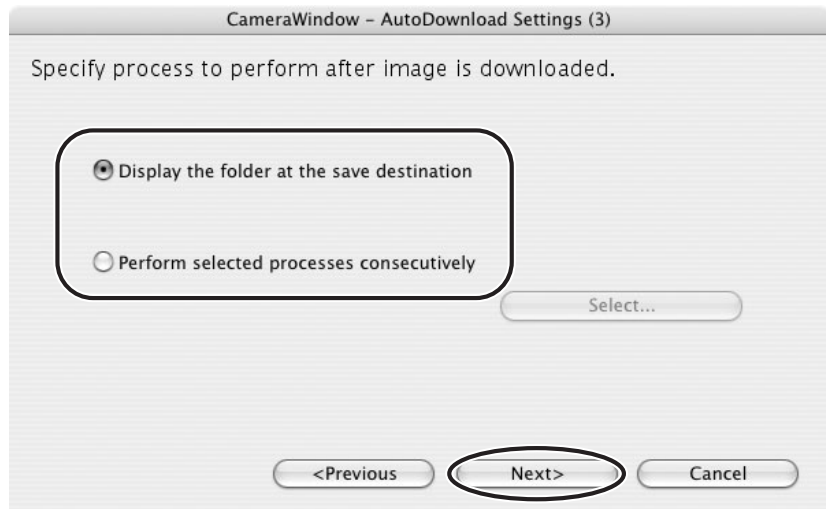 CameraWindow – AutoDownload Settings (3)
Specify process to perform after image is downloaded.
Display the folder at the save destination
Perform selected processes consecutively
Select...
<Previous Next> Cancel